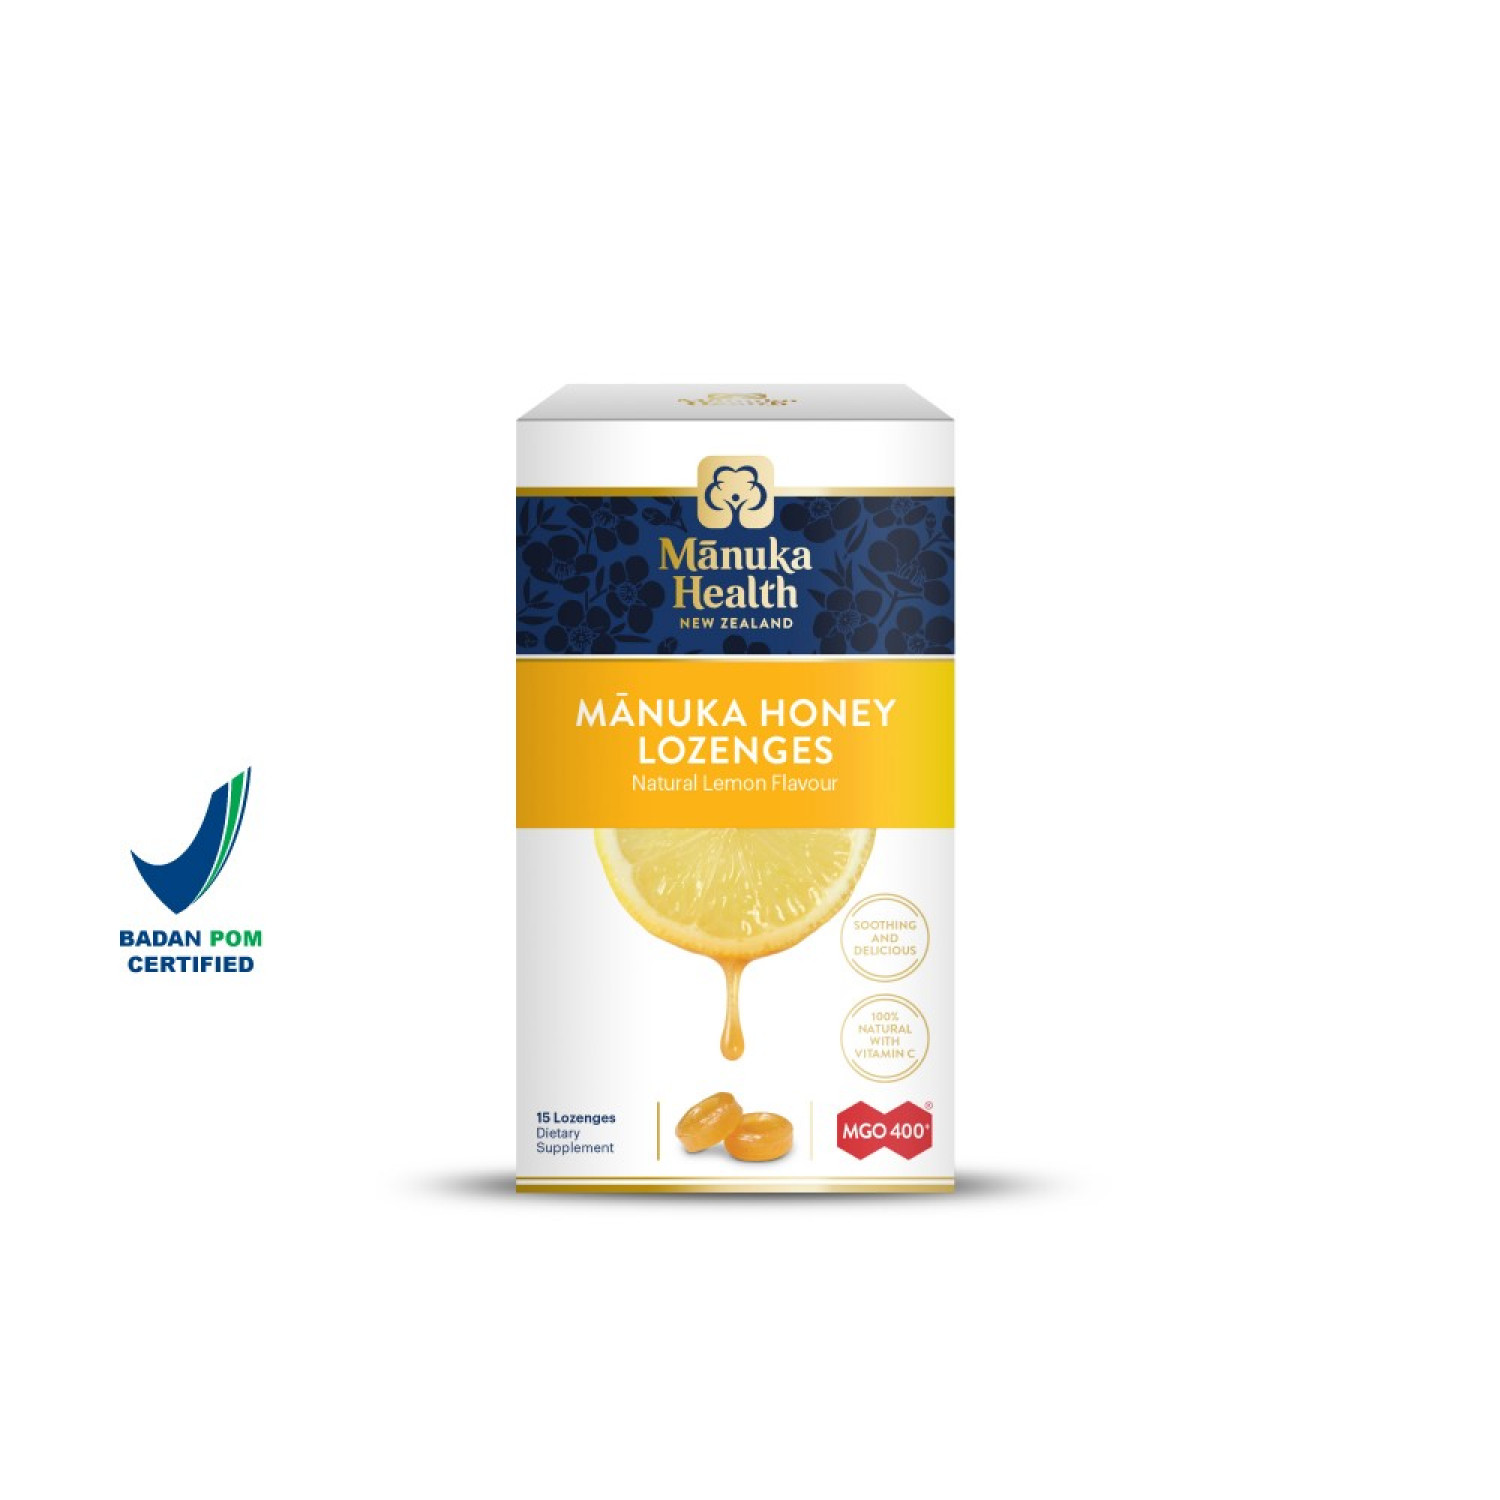 Mānuka
Health
NEW ZEALAND
MĀNUKA HONEY
LOZENGES
Natural Lemon Flavour
SOOTHING
AND
DELICIOUS
100%
NATURAL
WITH
VITAMIN C
15 Lozenges
Dietary
Supplement
MGO 400+
®
BADAN POM
CERTIFIED